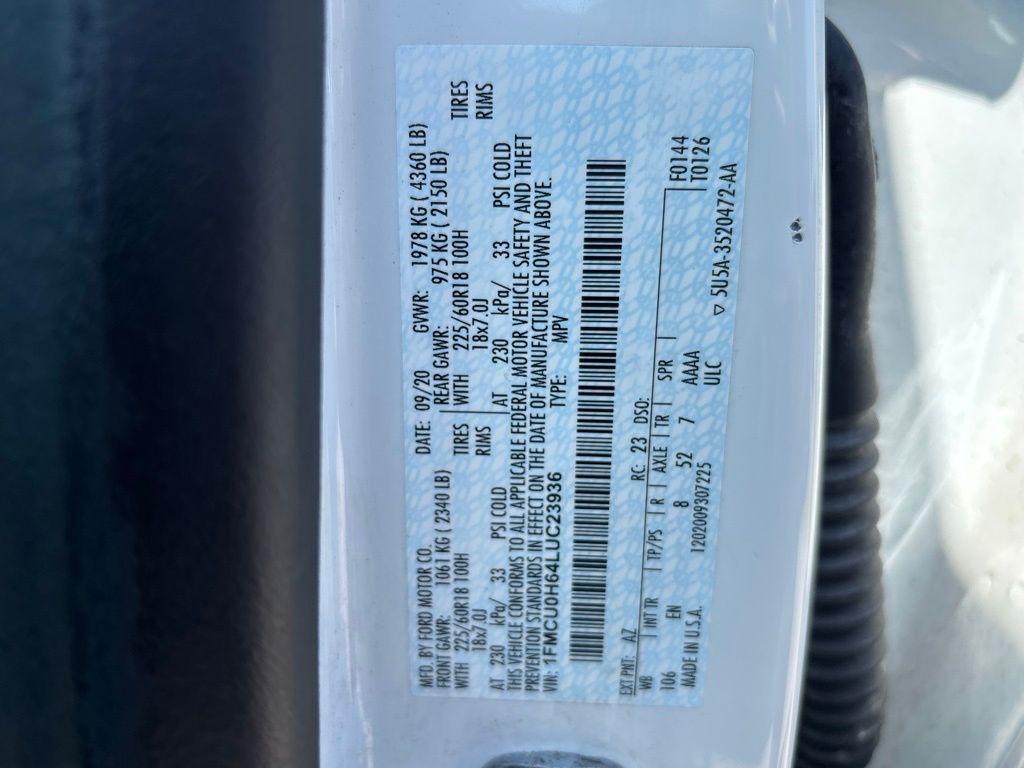 MFD. BY FORD MOTOR CO.
DATE: 09/20 GVWR: 1978 KG ( 4360 LB)
FRONT GAWR: 1061 KG ( 2340 LB) REAR GAWR: 975 KG ( 2150 LB)
WITH 225/60R18 100H TIRES WITH 225/60R18 100H TIRES
18x7.0J RIMS 18x7.0J RIMS
AT 230 kPa/ 33 PSI COLD AT 230 kPa/ 33 PSI COLD
THIS VEHICLE CONFORMS TO ALL APPLICABLE FEDERAL MOTOR VEHICLE SAFETY AND THEFT
PREVENTION STANDARDS IN EFFECT ON THE DATE OF MANUFACTURE SHOWN ABOVE.
VIN: 1FMCU0H64LUC23936 TYPE: MPV
EXT PNT: AZ RC: 23 DSO: F0144
WB INT TR TP/PS R AXLE TR SPR T0126
106 EN 8 52 7 AAAA
MADE IN U.S.A. 1202009307225 ULC 5U5A-3520472-AA